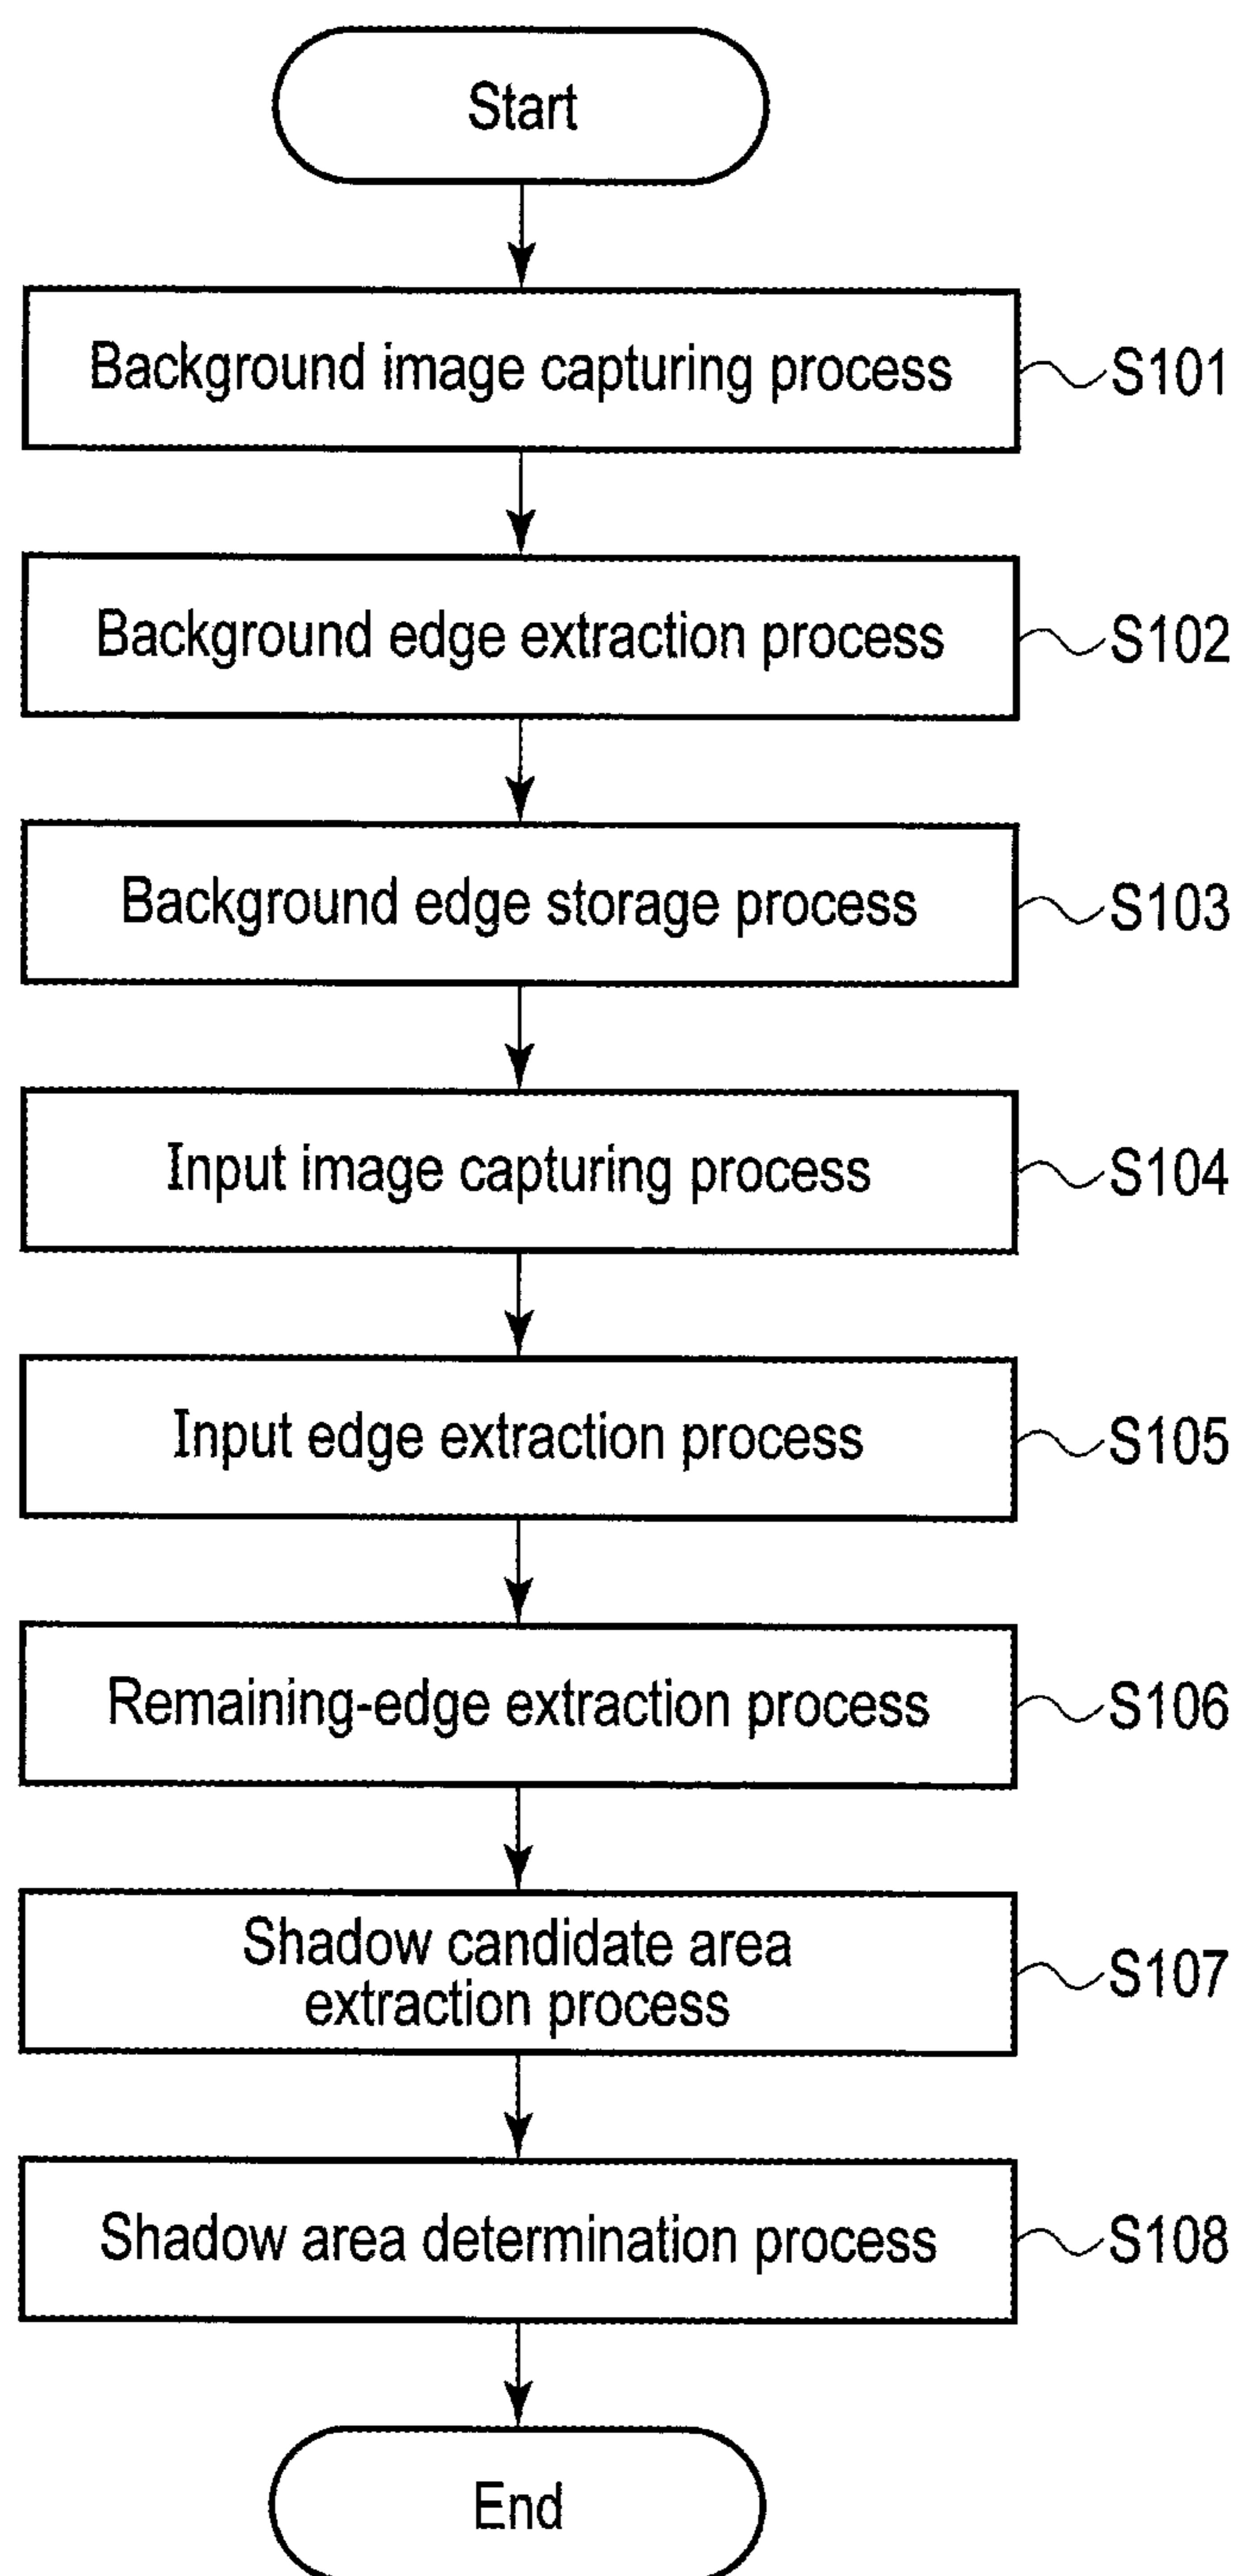 Start
Background image capturing process
S101
Background edge extraction process
S102
Background edge storage process
S103
Input image capturing process
S104
Input edge extraction process
S105
Remaining-edge extraction process
S106
Shadow candidate area
extraction process
S107
Shadow area determination process
S108
End